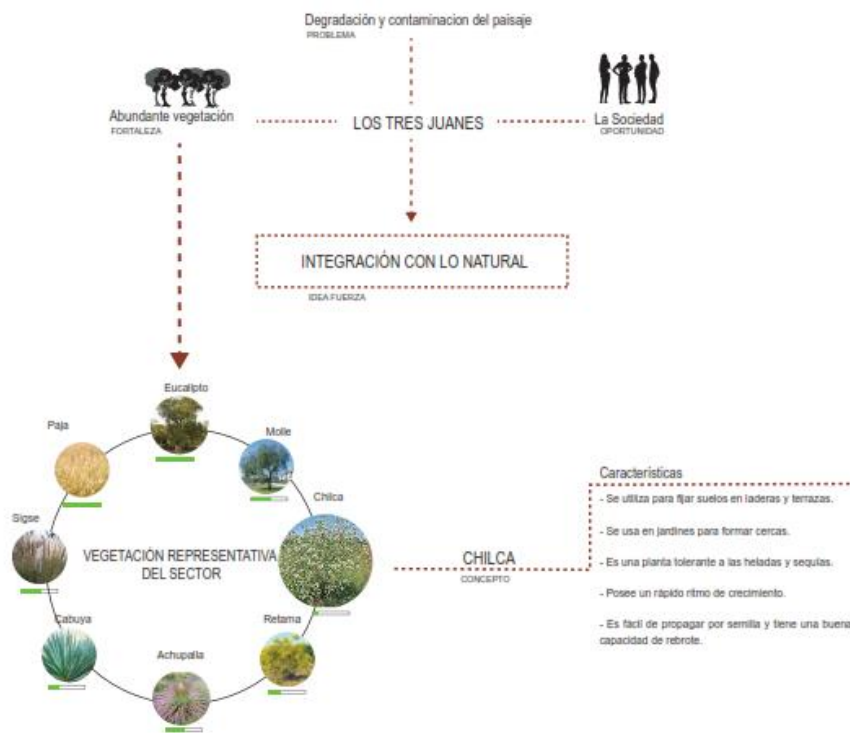 Degradación y contaminacion del paisaje
PROBLEMA
Abundante vegetación
FORTALEZA
LOS TRES JUANES
La Sociedad
OPORTUNIDAD
INTEGRACIÓN CON LO NATURAL
IDEA FUERZA
Eucalipto
Paja
Molle
Chilca
Sigse
VEGETACIÓN REPRESENTATIVA
DEL SECTOR
Cabuya
Retama
Achupalla
CHILCA
CONCEPTO
Características
- Se utiliza para fijar suelos en laderas y terrazas.
- Se usa en jardines para formar cercas.
- Es una planta tolerante a las heladas y sequías.
- Posee un rápido ritmo de crecimiento.
- Es fácil de propagar por semilla y tiene una buena
capacidad de rebrote.